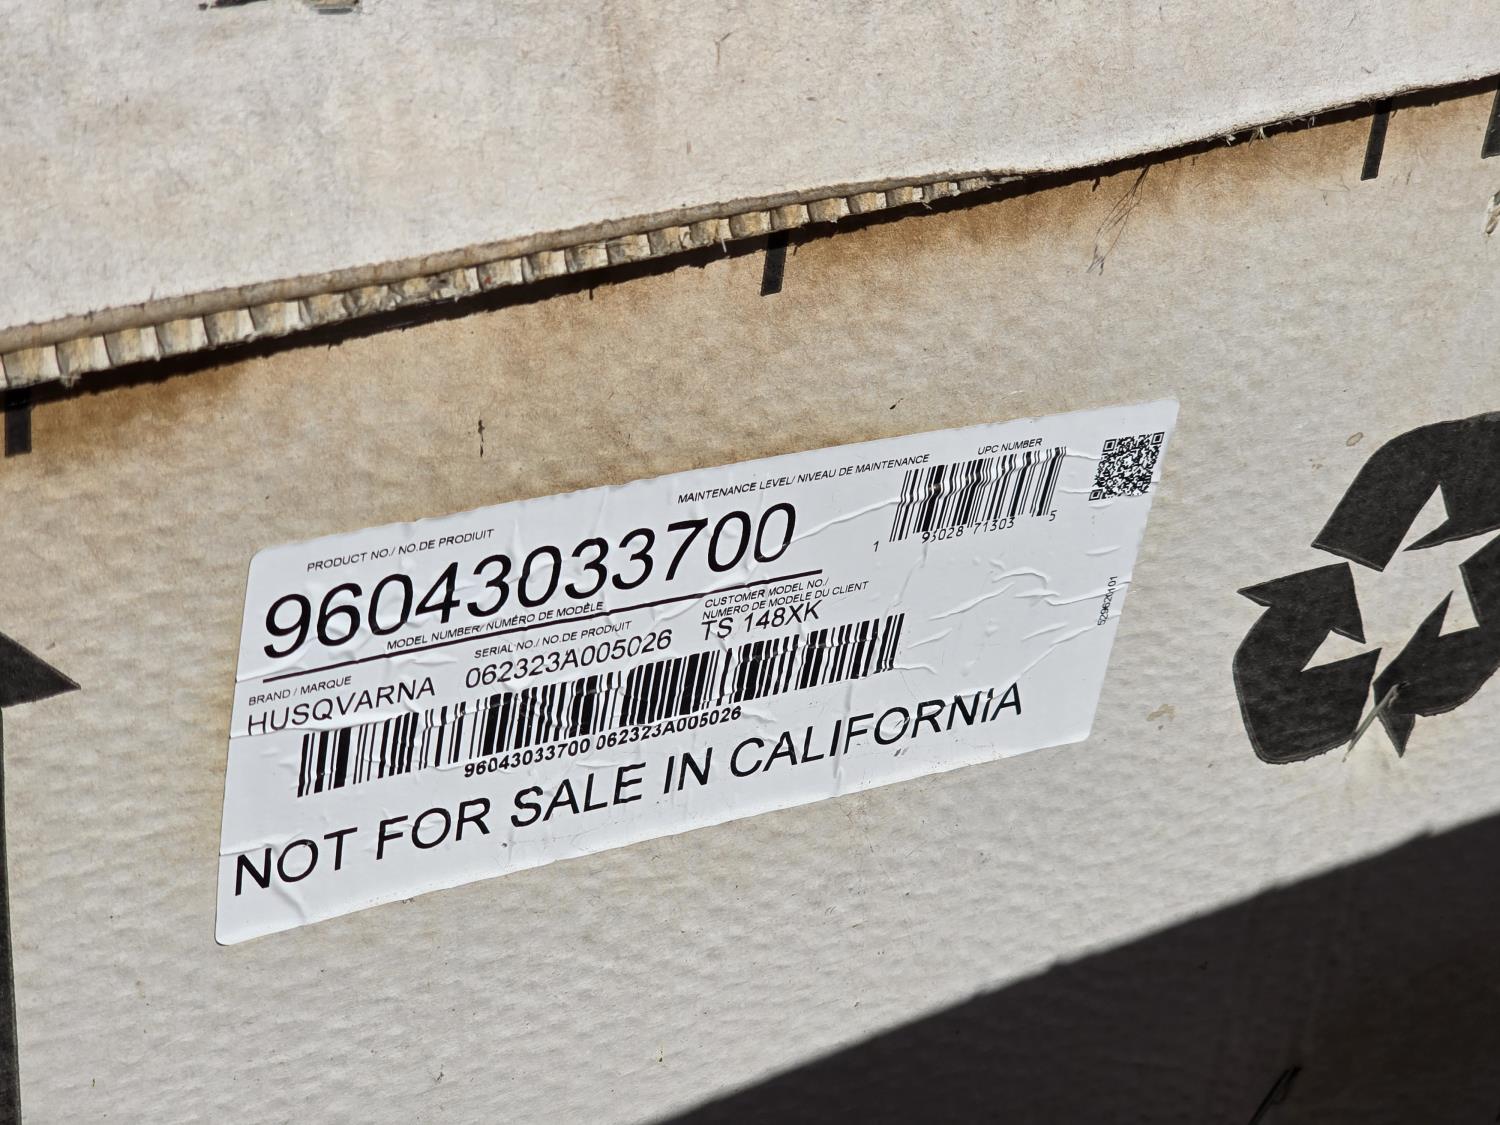 PRODUCT NO./ NO.DE PRODIUIT
MAINTENANCE LEVEL/ NIVEAU DE MAINTENANCE
UPC NUMBER
96043033700
1 93028 71303 5
MODEL NUMBER/ NUMÉRO DE MODÈLE
CUSTOMER MODEL NO./
NUMERO DE MODELE DU CLIENT
SERIAL NO./ NO.DE PRODUIT
TS 148XK
BRAND / MARQUE
062323A005026
HUSQVARNA
96043033700 062323A005026
NOT FOR SALE IN CALIFORNIA